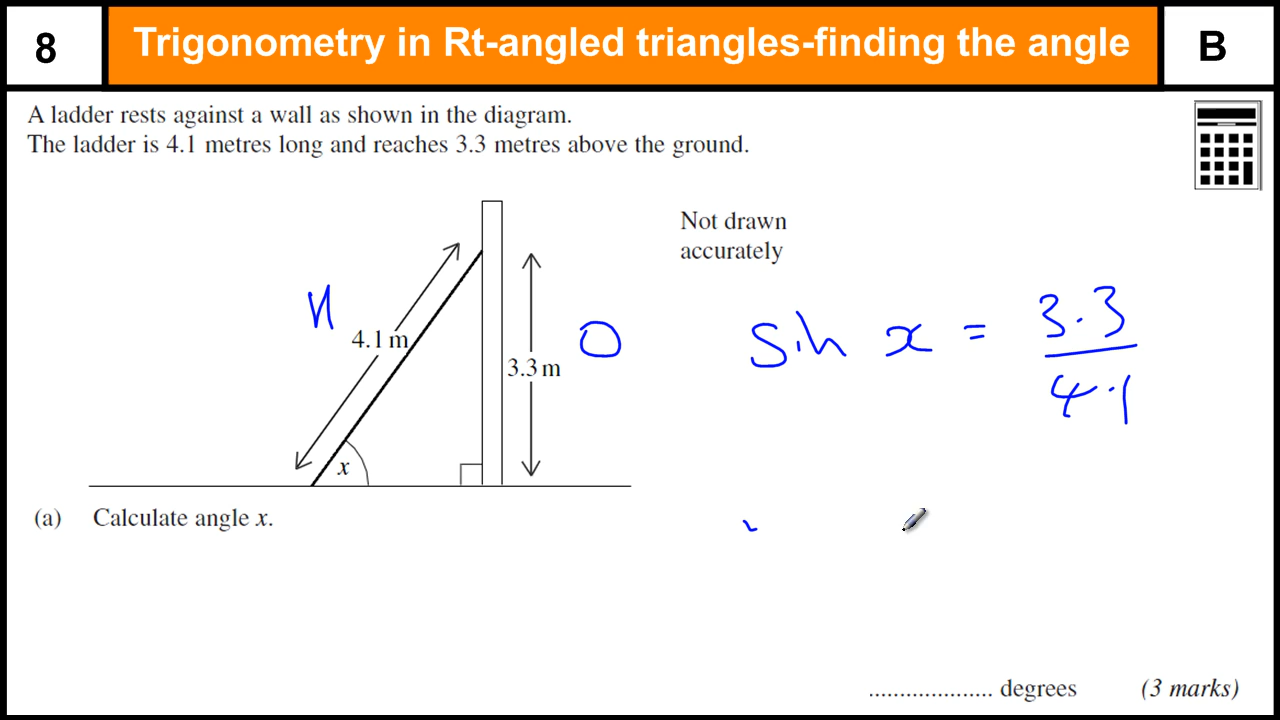 8
Trigonometry in Rt-angled triangles-finding the angle
B
A ladder rests against a wall as shown in the diagram.
The ladder is 4.1 metres long and reaches 3.3 metres above the ground.
Not drawn
accurately
H
4.1 m
O
3.3 m
x
sin x = 3.3 / 4.1
(a) Calculate angle x.
.................... degrees (3 marks)